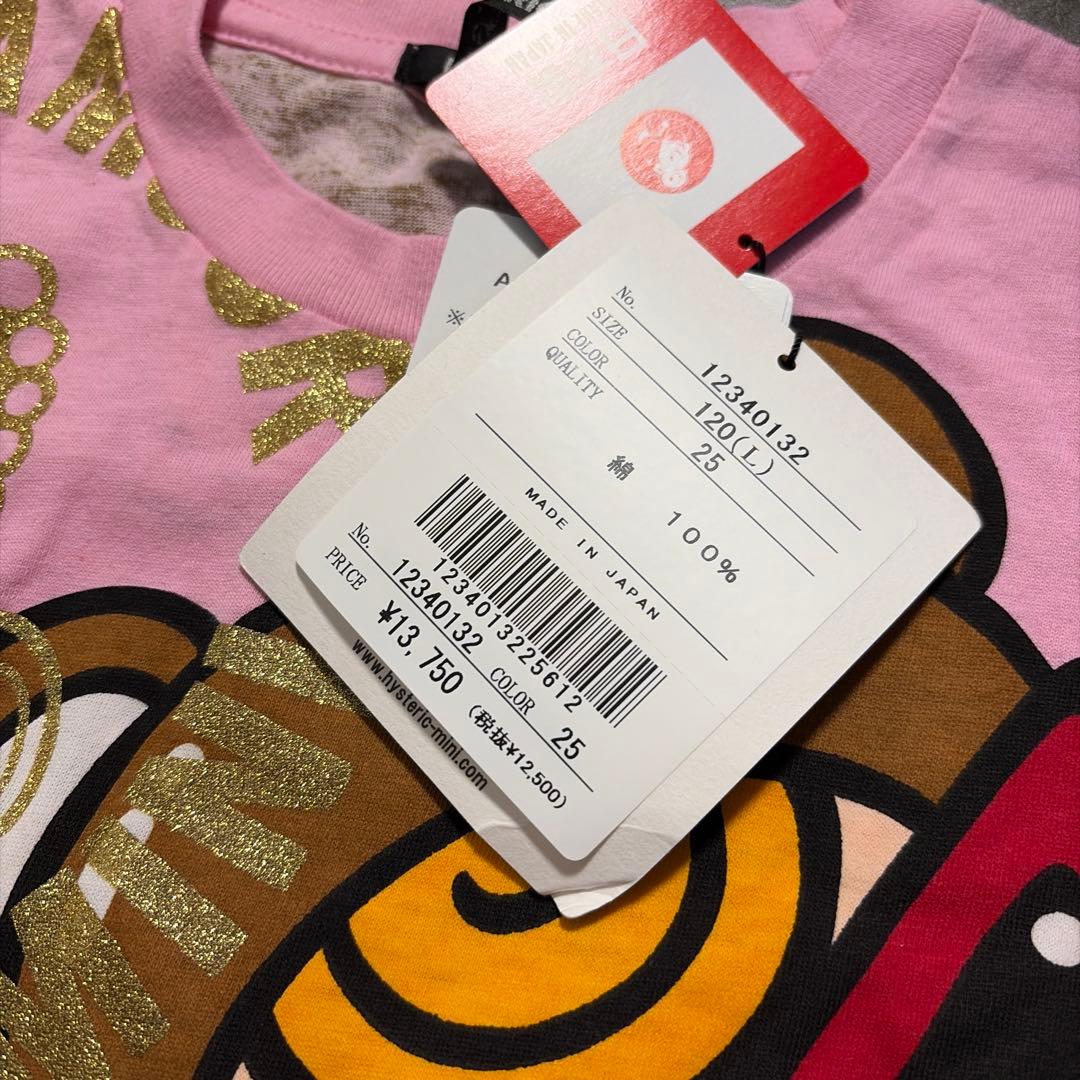 No. 12340132
SIZE 120(L)
COLOR 25
QUALITY
綿 100%
MADE IN JAPAN
1234013225612
No. 12340132 COLOR 25
PRICE ¥13,750 (税抜¥12,500)
www.hysteric-mini.com
MINI
R